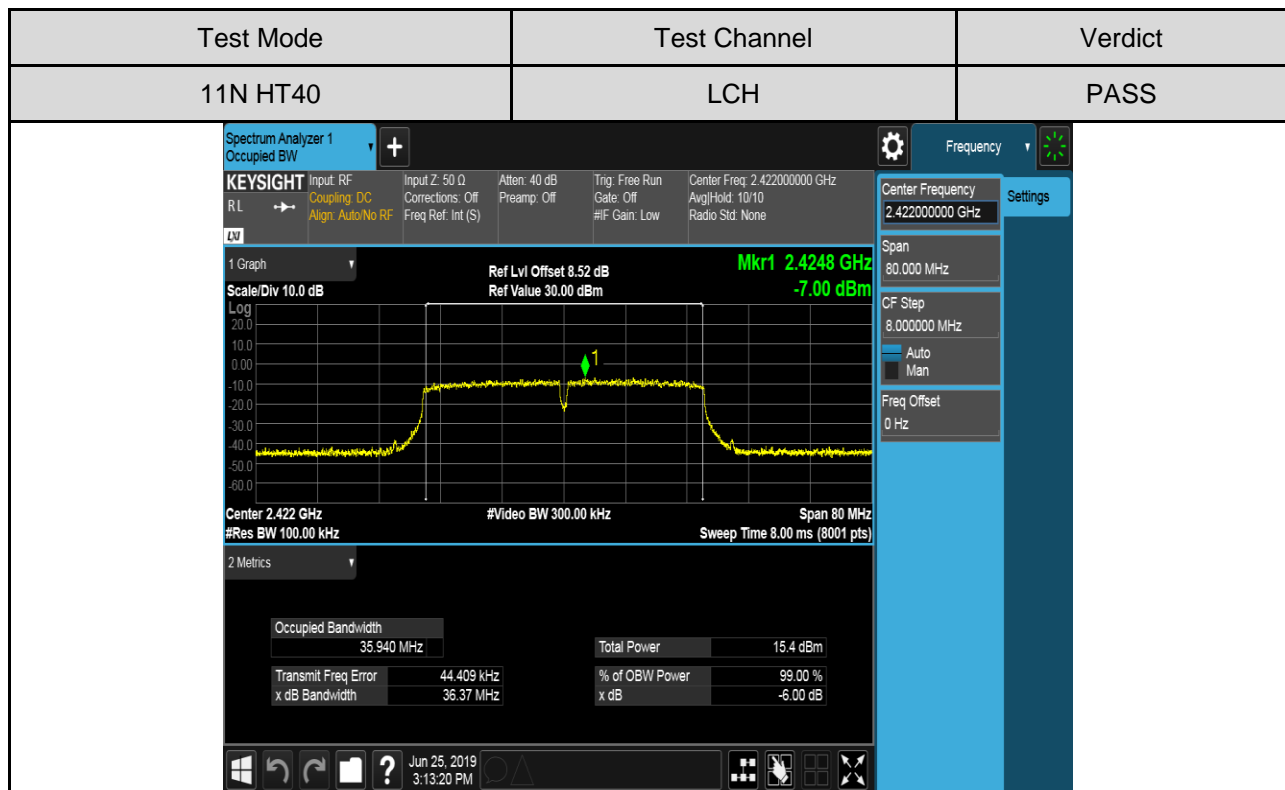 Test Mode Test Channel Verdict
11N HT40 LCH PASS
Spectrum Analyzer 1
Occupied BW
+
Frequency
KEYSIGHT
RL
LXI
Input: RF
Coupling: DC
Align: Auto/No RF
Input Z: 50 Ω
Corrections: Off
Freq Ref: Int (S)
Atten: 40 dB
Preamp: Off
Trig: Free Run
Gate: Off
#IF Gain: Low
Center Freq: 2.422000000 GHz
Avg|Hold: 10/10
Radio Std: None
Center Frequency
2.422000000 GHz
Settings
Span
80.000 MHz
CF Step
8.000000 MHz
Auto
Man
Freq Offset
0 Hz
1 Graph
Scale/Div 10.0 dB
Ref Lvl Offset 8.52 dB
Ref Value 30.00 dBm
Mkr1 2.4248 GHz
-7.00 dBm
Log
20.0
10.0
0.00
-10.0
-20.0
-30.0
-40.0
-50.0
-60.0
1
Center 2.422 GHz #Video BW 300.00 kHz Span 80 MHz
#Res BW 100.00 kHz Sweep Time 8.00 ms (8001 pts)
2 Metrics
Occupied Bandwidth
35.940 MHz
Total Power 15.4 dBm
Transmit Freq Error 44.409 kHz % of OBW Power 99.00 %
x dB Bandwidth 36.37 MHz x dB -6.00 dB
?
Jun 25, 2019
3:13:20 PM